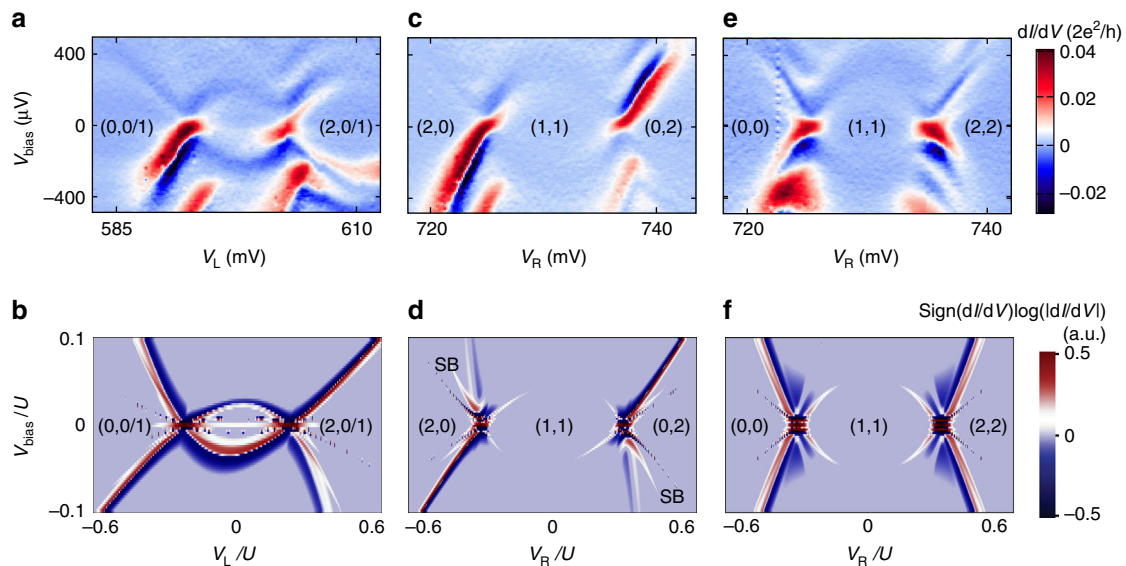 a
c
e
dI/dV (2e²/h)
400
0
−400
V_bias (μV)
(0,0/1)
(2,0/1)
585
610
V_L (mV)
(2,0)
(1,1)
(0,2)
720
740
V_R (mV)
(0,0)
(1,1)
(2,2)
720
740
V_R (mV)
0.04
0.02
0
−0.02
b
d
f
Sign(dI/dV)log(|dI/dV|)
(a.u.)
0.1
0
−0.1
V_bias/U
(0,0/1)
(2,0/1)
−0.6
0
0.6
V_L/U
SB
(2,0)
(1,1)
(0,2)
SB
−0.6
0
0.6
V_R/U
(0,0)
(1,1)
(2,2)
−0.6
0
0.6
V_R/U
0.5
0
−0.5